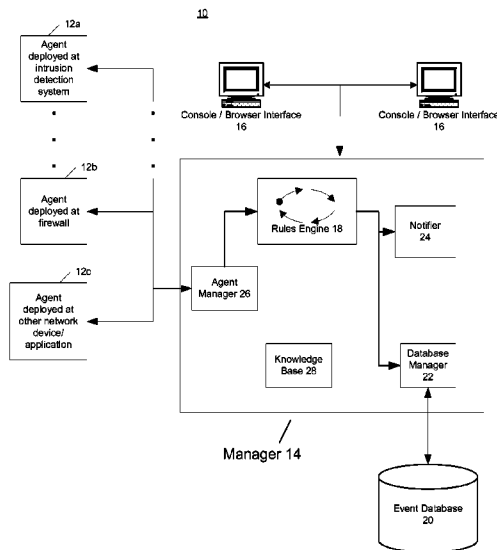 10
12a
Agent
deployed at
intrusion
detection
system
Console / Browser Interface
16
Console / Browser Interface
16
12b
Agent
deployed at
firewall
Rules Engine 18
Notifier
24
12c
Agent
deployed at
other network
device/
application
Agent
Manager 26
Knowledge
Base 28
Database
Manager
22
Manager 14
Event Database
20